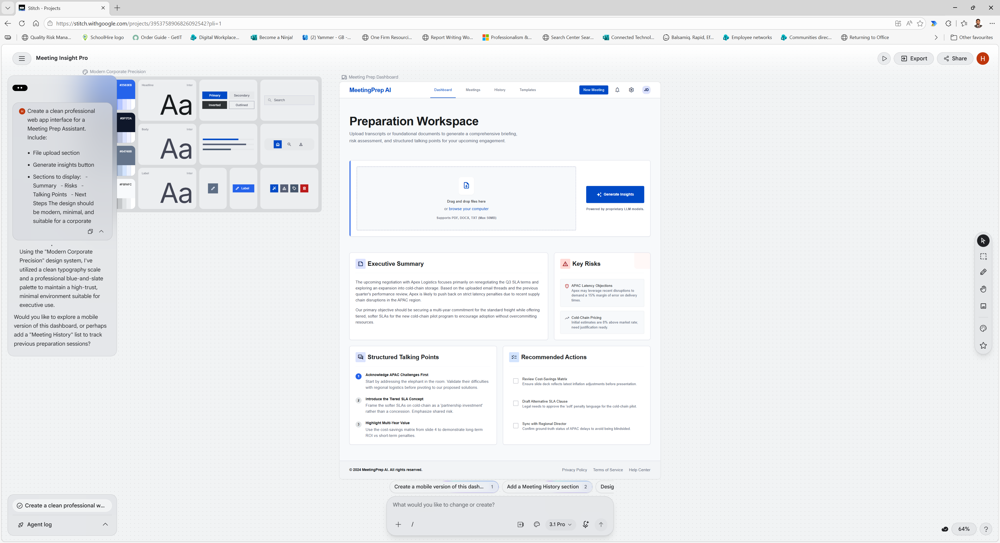 Stitch - Projects
https://stitch.withgoogle.com/projects/3953758906826092542?pli=1
Quality Risk Mana...
SchoolHire logo
Order Guide - GetIT
Digital Workplace...
Become a Ninja!
(2) Yammer - GB -...
One Firm Resourci...
Report Writing Wo...
Professionalism &...
Search Center Sear...
Connected Technol...
Balsamiq. Rapid, Ef...
Employee networks
Communities direc...
Returning to Office
Other favourites
Meeting Insight Pro
Export
Share
H
Modern Corporate Precision
H
Create a clean professional
web app interface for a
Meeting Prep Assistant.
Include:
• File upload section
• Generate insights button
• Sections to display: -
Summary - Risks -
Talking Points - Next
Steps The design should
be modern, minimal, and
suitable for a corporate
Using the "Modern Corporate
Precision" design system, I've
utilized a clean typography scale
and a professional blue-and-slate
palette to maintain a high-trust,
minimal environment suitable for
executive use.
Would you like to explore a mobile
version of this dashboard, or perhaps
add a "Meeting History" list to track
previous preparation sessions?
Create a clean professional w...
Agent log
#2563EB
#0F172A
#64748B
#F8FAFC
Headline
Inter
Aa
Body
Inter
Aa
Label
Inter
Aa
Primary
Secondary
Inverted
Outlined
Search
Label
Meeting Prep Dashboard
MeetingPrep AI
Dashboard
Meetings
History
Templates
New Meeting
JD
Preparation Workspace
Upload transcripts or foundational documents to generate a comprehensive briefing,
risk assessment, and structured talking points for your upcoming engagement.
Drag and drop files here
or browse your computer
Supports PDF, DOCX, TXT (Max 50MB)
Generate Insights
Powered by proprietary LLM models.
Executive Summary
The upcoming negotiation with Apex Logistics focuses primarily on renegotiating the Q3 SLA terms and
exploring an expansion into cold-chain storage. Based on the uploaded email threads and the previous
quarter's performance review, Apex is likely to push back on strict latency penalties due to recent supply
chain disruptions in the APAC region.
Our primary objective should be securing a multi-year commitment for the standard freight while offering
tiered, softer SLAs for the new cold-chain pilot program to encourage adoption without overcommitting
resources.
Key Risks
APAC Latency Objections
Apex may leverage recent disruptions to
demand a 15% margin of error on delivery
times.
Cold-Chain Pricing
Initial estimates are 8% above market rate;
need justification ready.
Structured Talking Points
1
Acknowledge APAC Challenges First
Start by addressing the elephant in the room. Validate their difficulties
with regional logistics before pivoting to our proposed solutions.
2
Introduce the Tiered SLA Concept
Frame the softer SLAs on cold-chain as a 'partnership investment'
rather than a concession. Emphasize shared risk.
3
Highlight Multi-Year Value
Use the cost-savings matrix from slide 4 to demonstrate long-term
ROI vs short-term penalties.
Recommended Actions
Review Cost-Savings Matrix
Ensure slide deck reflects latest inflation adjustments before presentation.
Draft Alternative SLA Clause
Legal needs to approve the 'soft' penalty language for the cold-chain pilot.
Sync with Regional Director
Confirm ground-truth status of APAC delays to avoid being blindsided.
© 2024 MeetingPrep AI. All rights reserved.
Privacy Policy
Terms of Service
Help Center
Create a mobile version of this dash... 1
Add a Meeting History section 2
Desig
What would you like to change or create?
/
3.1 Pro
64%
?